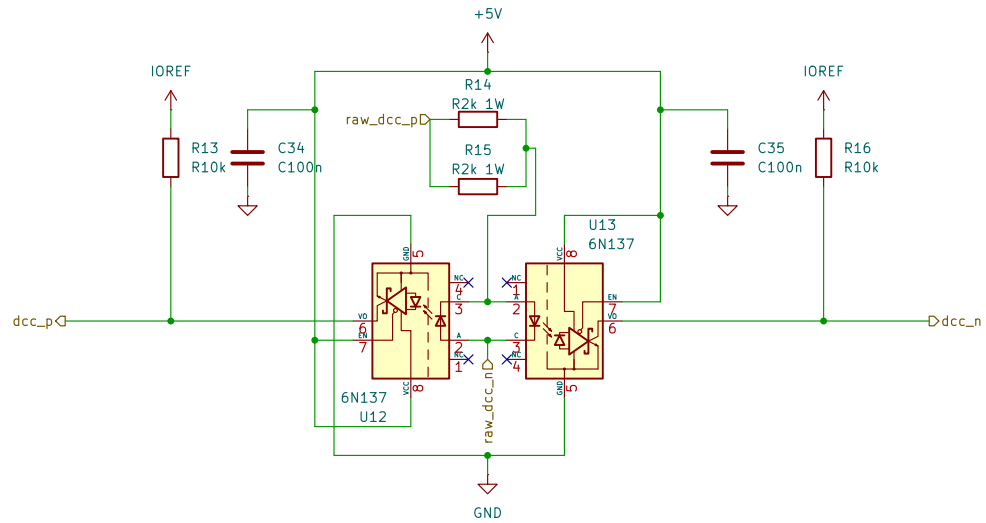 +5V
IOREF
IOREF
R14
R2k 1W
raw_dcc_p
R13
R10k
C34
C100n
R15
R2k 1W
C35
C100n
R16
R10k
U13
6N137
GND
5
VCC
8
NC
4
NC
1
C
3
A
2
EN
7
dcc_p
VO
6
VO
6
dcc_n
EN
7
A
2
C
3
NC
1
NC
4
VCC
8
GND
5
raw_dcc_n
6N137
U12
GND